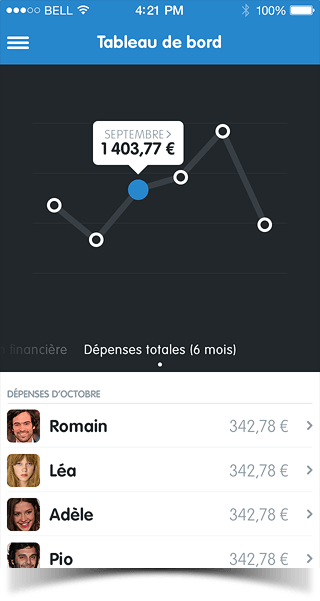 BELL 4:21 PM 100%
Tableau de bord
SEPTEMBRE
1 403,77 €
financière Dépenses totales (6 mois)
DÉPENSES D'OCTOBRE
Romain 342,78 €
Léa 342,78 €
Adèle 342,78 €
Pio 342,78 €